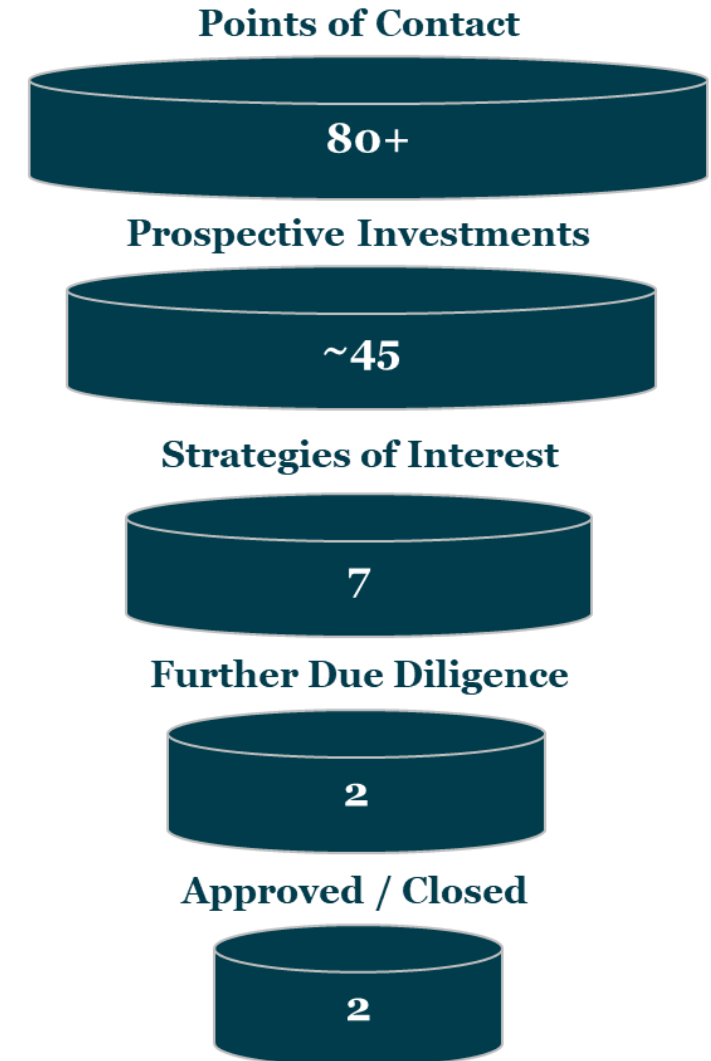 Points of Contact
80+
Prospective Investments
~45
Strategies of Interest
7
Further Due Diligence
2
Approved / Closed
2